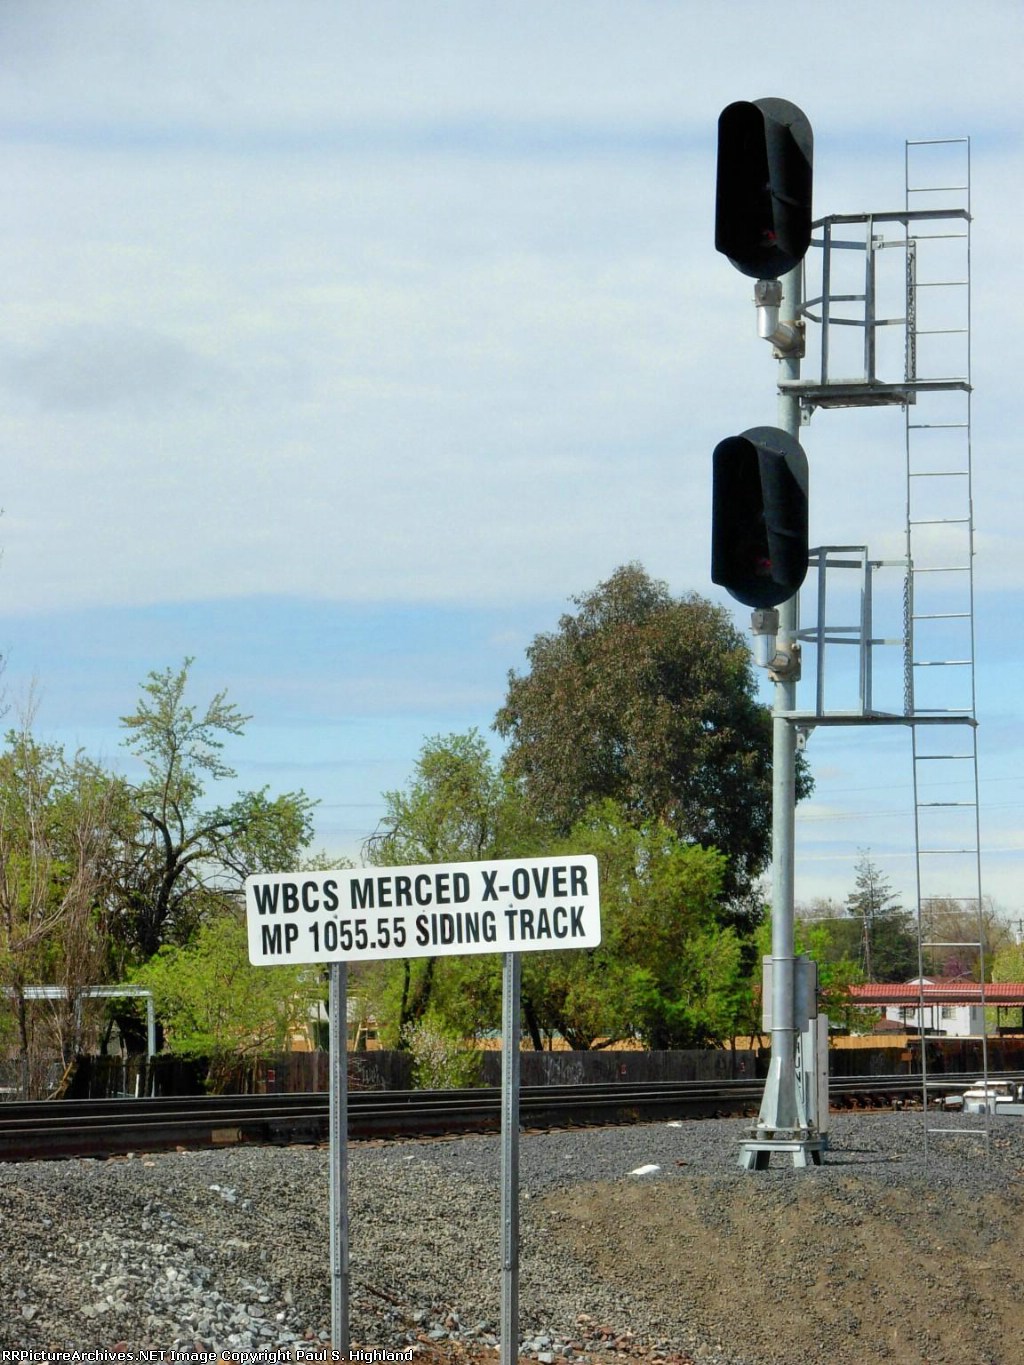 WBCS MERCED X-OVER
MP 1055.55 SIDING TRACK
RRPictureArchives.NET Image Copyright Paul S. Highland